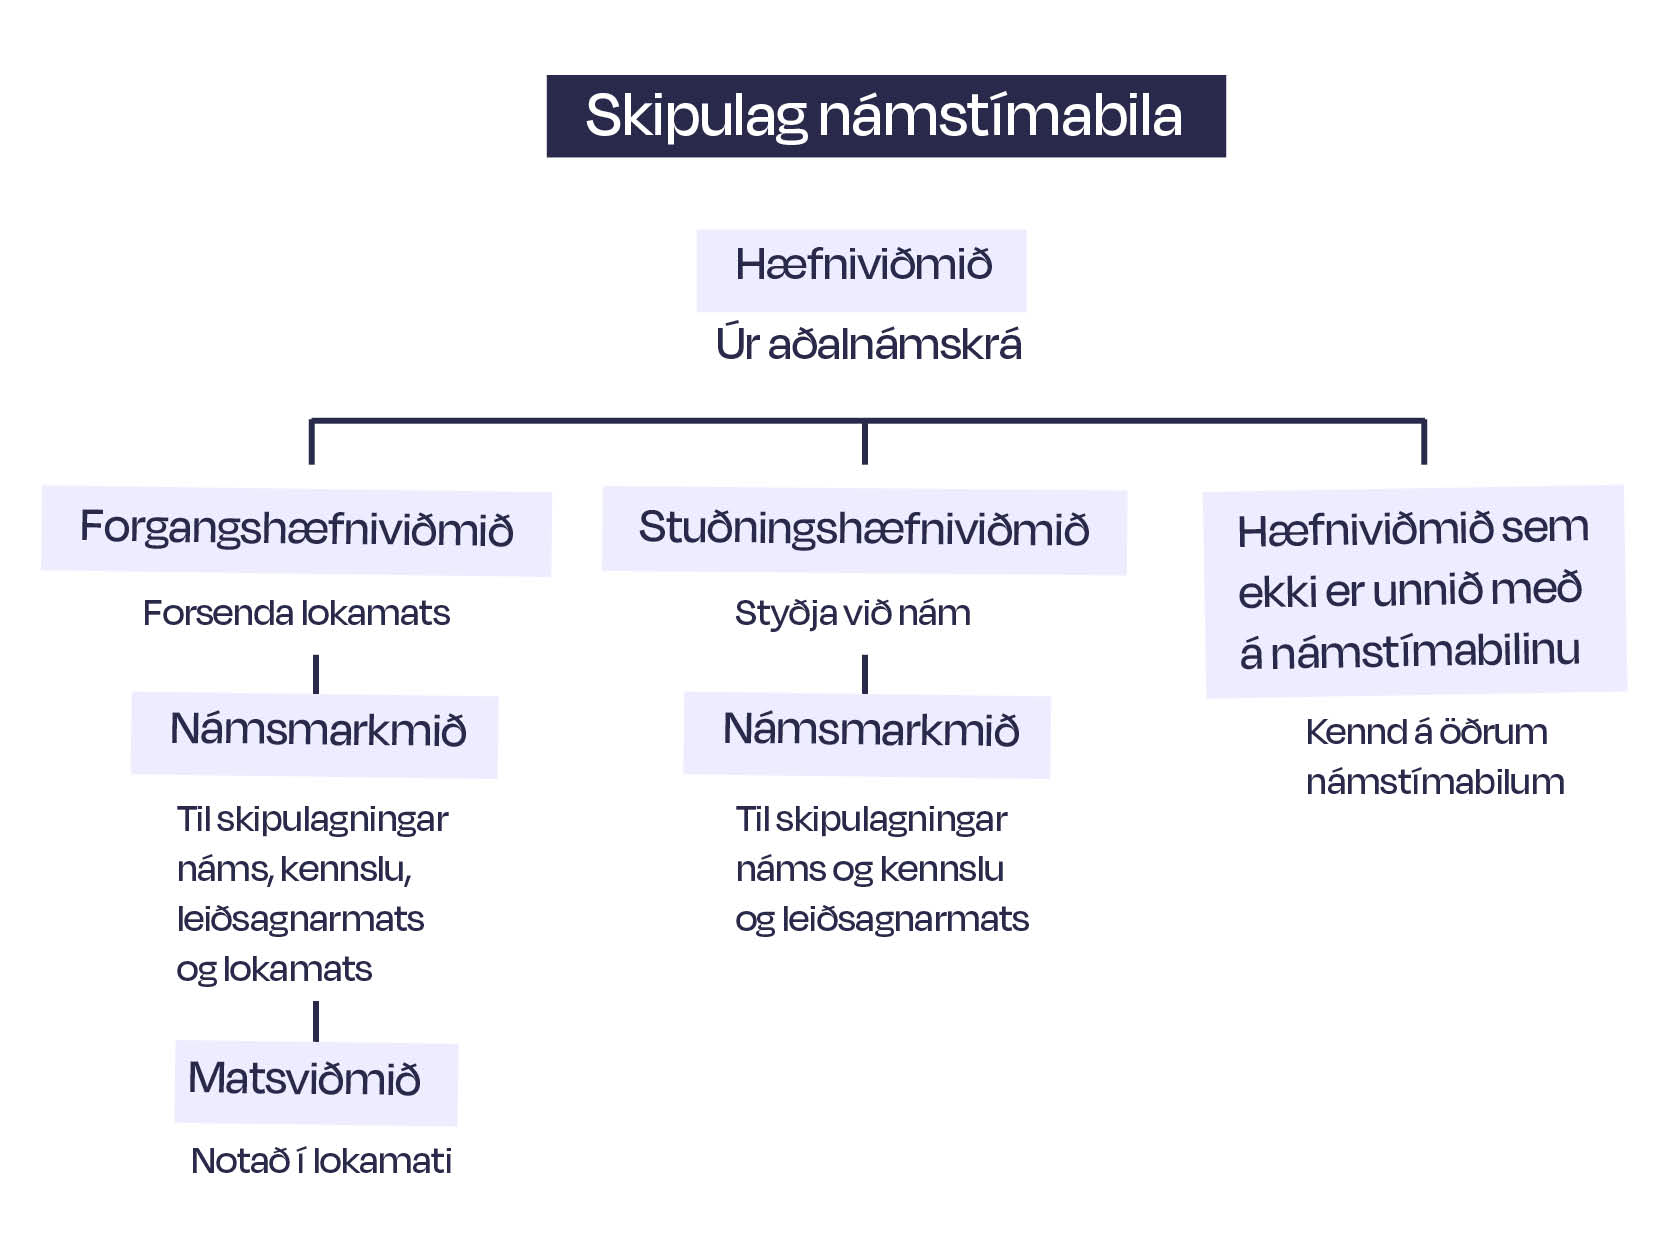 Skipulag námstímabila
Hæfniviðmið
Úr aðalnámskrá
Forgangshæfniviðmið
Forsenda lokamats
Námsmarkmið
Til skipulagningar
náms, kennslu,
leiðsagnarmats
og lokamats
Matsviðmið
Notað í lokamati
Stuðningshæfniviðmið
Styðja við nám
Námsmarkmið
Til skipulagningar
náms og kennslu
og leiðsagnarmats
Hæfniviðmið sem
ekki er unnið með
á námstímabilinu
Kennd á öðrum
námstímabilum